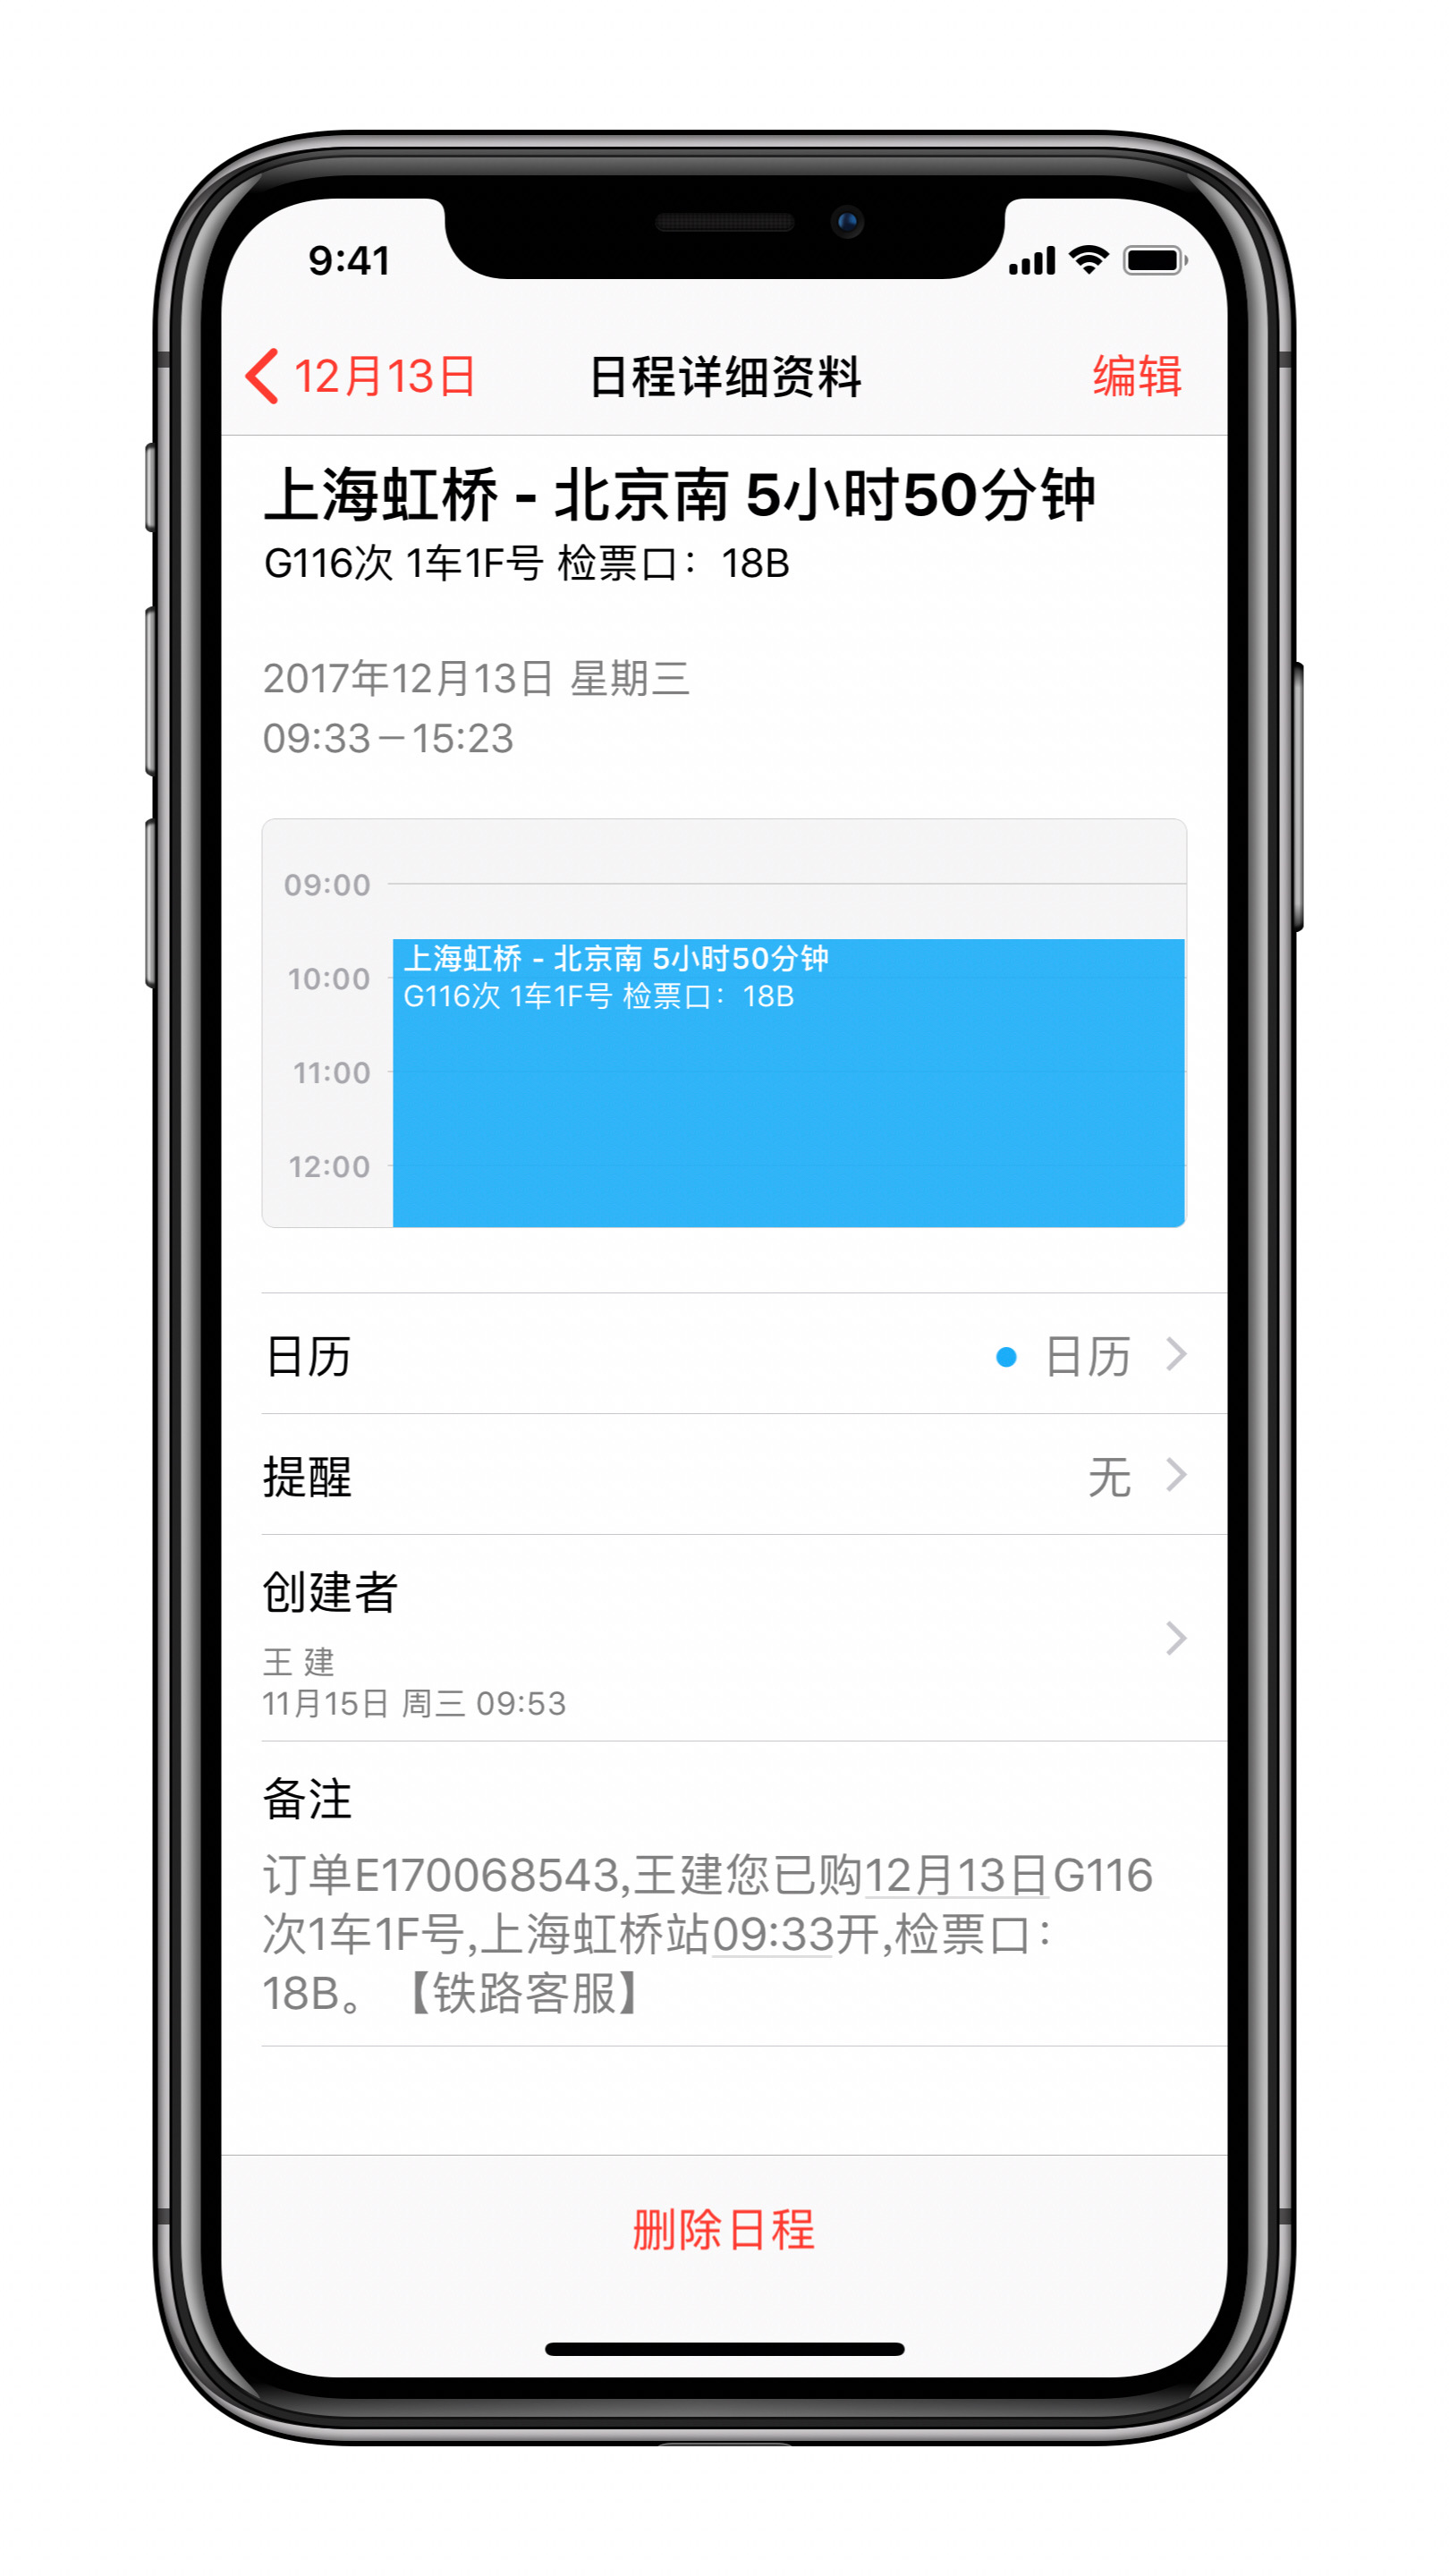 9:41
12月13日 日程详细资料 编辑
上海虹桥 - 北京南 5小时50分钟
G116次 1车1F号 检票口：18B
2017年12月13日 星期三
09:33－15:23
09:00
上海虹桥 - 北京南 5小时50分钟
10:00
G116次 1车1F号 检票口：18B
11:00
12:00
日历 日历
提醒 无
创建者
王 建
11月15日 周三 09:53
备注
订单E170068543,王建您已购12月13日G116
次1车1F号,上海虹桥站09:33开,检票口：
18B。【铁路客服】
删除日程